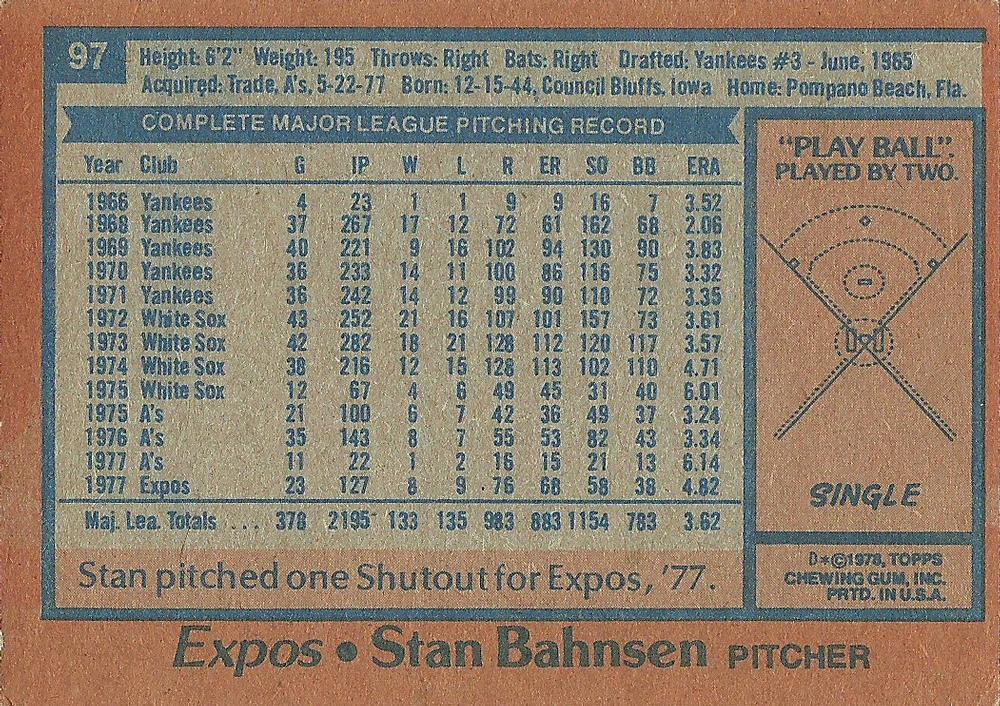 97
Height: 6'2" Weight: 195 Throws: Right Bats: Right Drafted: Yankees #3 - June, 1965
Acquired: Trade, A's, 5-22-77 Born: 12-15-44, Council Bluffs, Iowa Home: Pompano Beach, Fla.
COMPLETE MAJOR LEAGUE PITCHING RECORD
Year Club G IP W L R ER SO BB ERA
1966 Yankees 4 23 1 1 9 9 16 7 3.52
1968 Yankees 37 267 17 12 72 61 162 68 2.06
1969 Yankees 40 221 9 16 102 94 130 90 3.83
1970 Yankees 36 233 14 11 100 86 116 75 3.32
1971 Yankees 36 242 14 12 99 90 110 72 3.35
1972 White Sox 43 252 21 16 107 101 157 73 3.61
1973 White Sox 42 282 18 21 128 112 120 117 3.57
1974 White Sox 38 216 12 15 128 113 102 110 4.71
1975 White Sox 12 67 4 6 49 45 31 40 6.01
1975 A's 21 100 6 7 42 36 49 37 3.24
1976 A's 35 143 8 7 55 53 82 43 3.34
1977 A's 11 22 1 2 16 15 21 13 6.14
1977 Expos 23 127 8 9 76 68 58 38 4.82
Maj. Lea. Totals ... 378 2195 133 135 983 883 1154 783 3.62
Stan pitched one Shutout for Expos, '77.
"PLAY BALL".
PLAYED BY TWO.
SINGLE
D*©1978, TOPPS
CHEWING GUM, INC.
PRTD. IN U.S.A.
Expos • Stan Bahnsen PITCHER